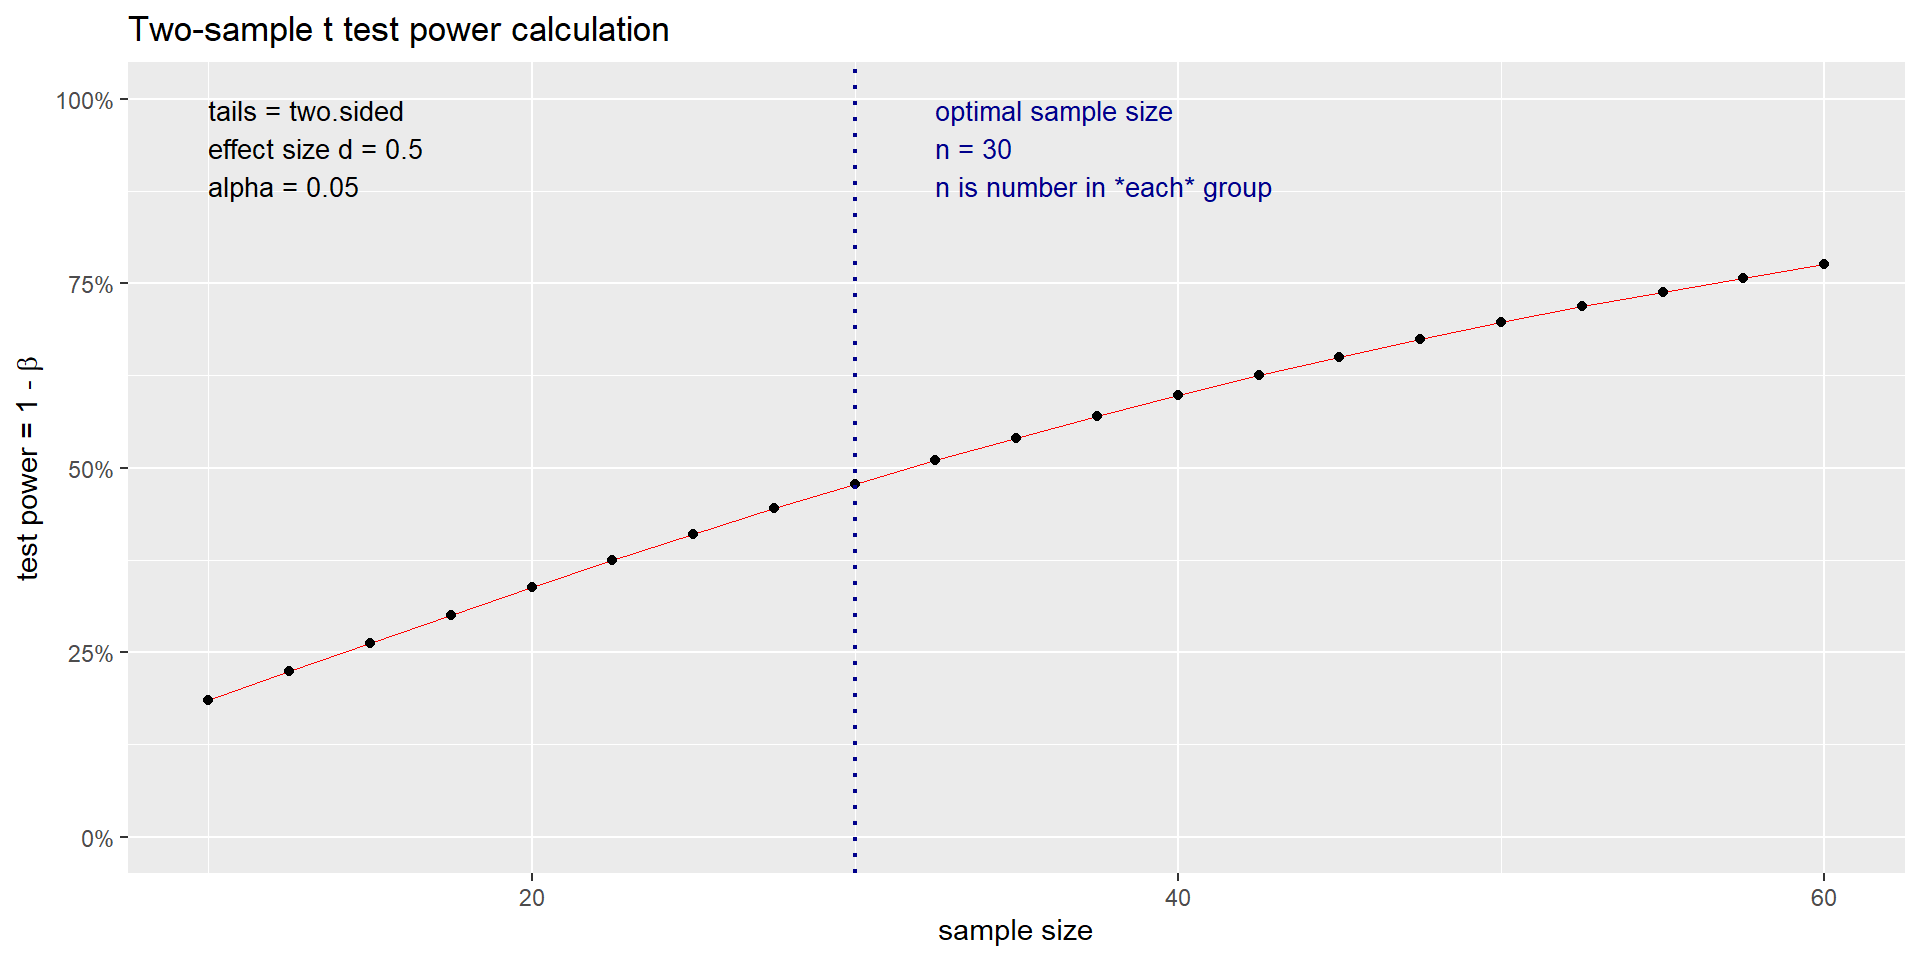 Two-sample t test power calculation
tails = two.sided
effect size d = 0.5
alpha = 0.05
optimal sample size
n = 30
n is number in *each* group
test power = 1 - β
100%
75%
50%
25%
0%
20
40
60
sample size